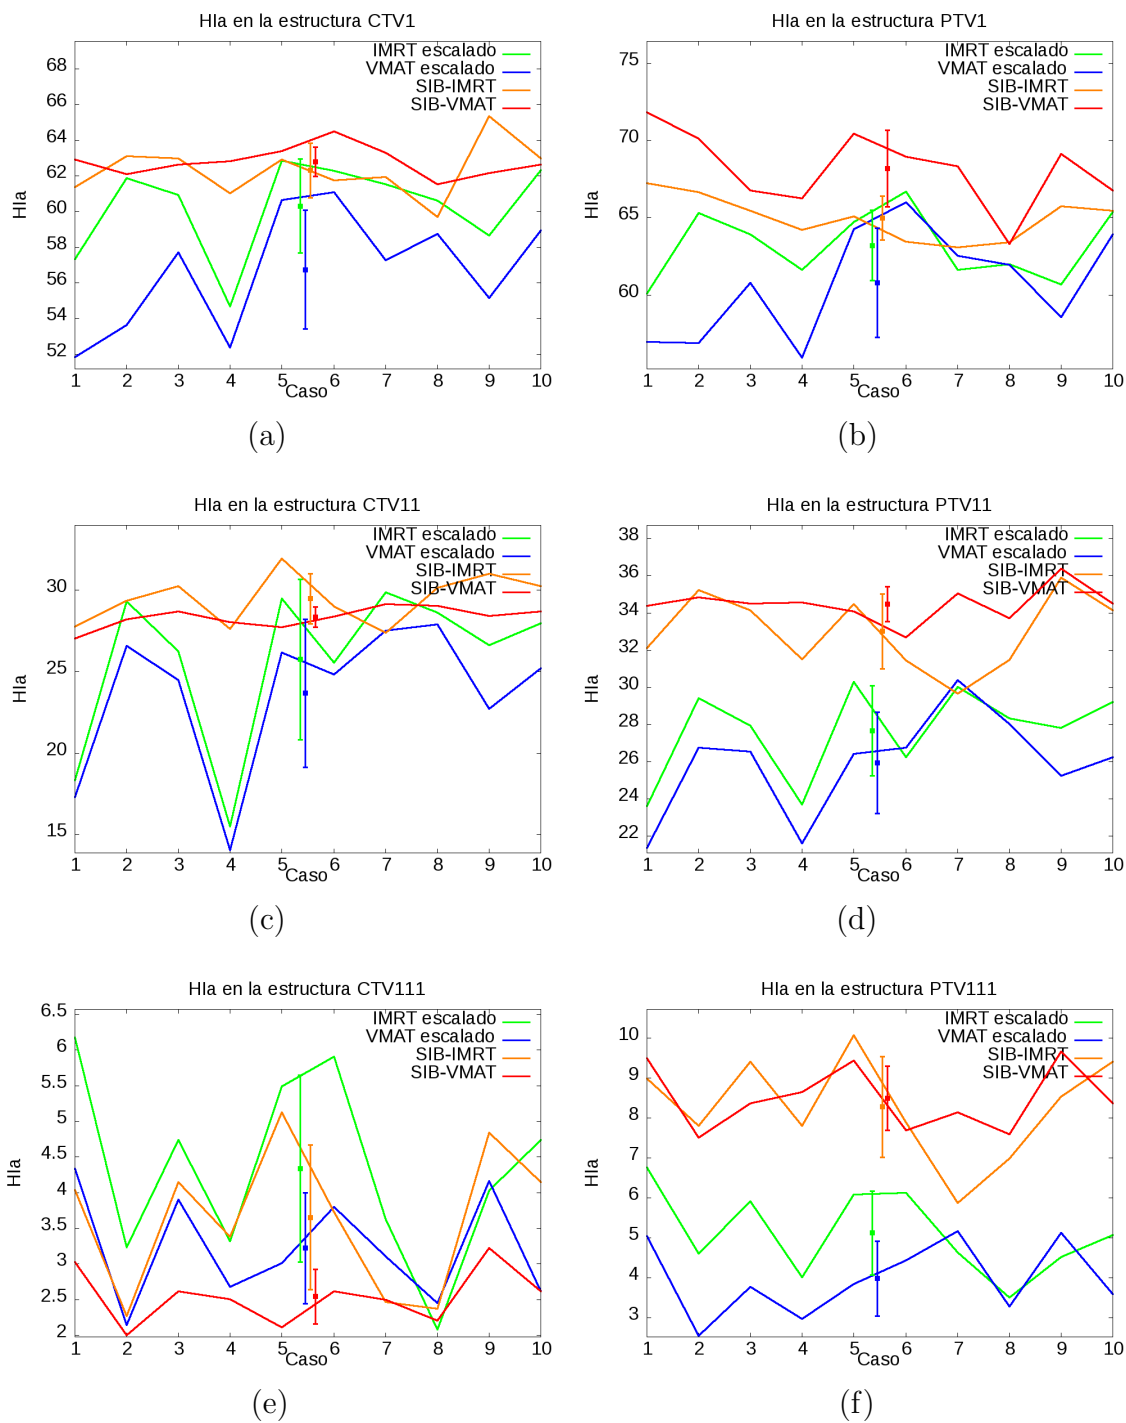 HIa en la estructura CTV1
HIa
68
66
64
62
60
58
56
54
52
1 2 3 4 5 6 7 8 9 10
Caso
IMRT escalado
VMAT escalado
SIB-IMRT
SIB-VMAT
(a)
HIa en la estructura PTV1
HIa
75
70
65
60
1 2 3 4 5 6 7 8 9 10
Caso
IMRT escalado
VMAT escalado
SIB-IMRT
SIB-VMAT
(b)
HIa en la estructura CTV11
HIa
30
25
20
15
1 2 3 4 5 6 7 8 9 10
Caso
IMRT escalado
VMAT escalado
SIB-IMRT
SIB-VMAT
(c)
HIa en la estructura PTV11
HIa
38
36
34
32
30
28
26
24
22
1 2 3 4 5 6 7 8 9 10
Caso
IMRT escalado
VMAT escalado
SIB-IMRT
SIB-VMAT
(d)
HIa en la estructura CTV111
HIa
6.5
6
5.5
5
4.5
4
3.5
3
2.5
2
1 2 3 4 5 6 7 8 9 10
Caso
IMRT escalado
VMAT escalado
SIB-IMRT
SIB-VMAT
(e)
HIa en la estructura PTV111
HIa
10
9
8
7
6
5
4
3
1 2 3 4 5 6 7 8 9 10
Caso
IMRT escalado
VMAT escalado
SIB-IMRT
SIB-VMAT
(f)